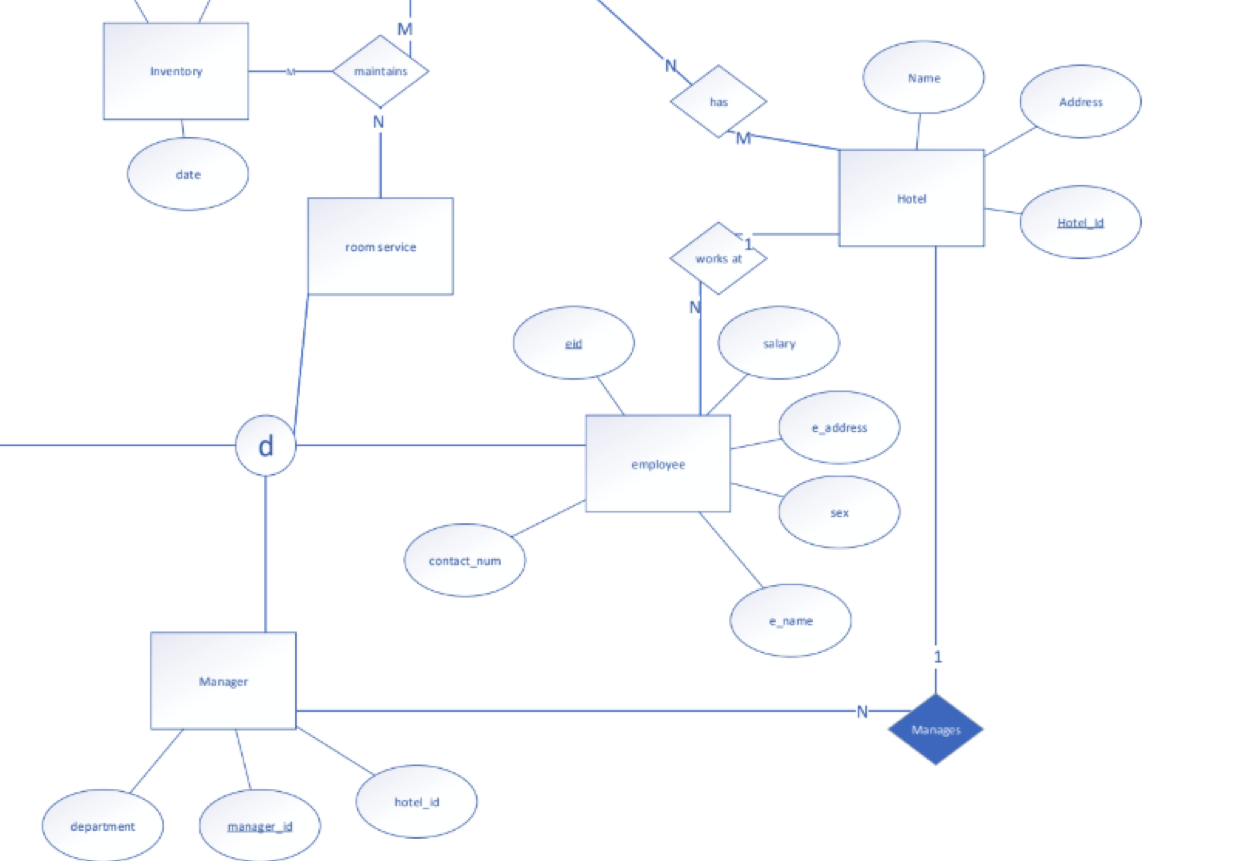 M
N
Name
Inventory
M
maintains
has
Address
N
M
date
Hotel
Hotel_Id
room service
1
works at
N
eid
salary
e_address
d
employee
sex
contact_num
e_name
1
Manager
N
Manages
hotel_id
department
manager_id